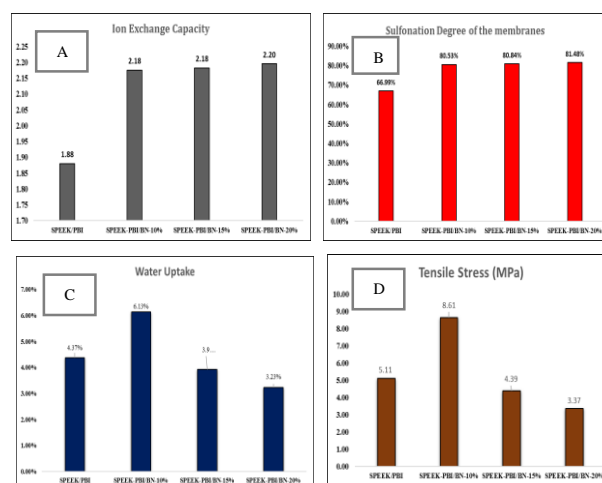 A
Ion Exchange Capacity
2.25
2.20
2.15
2.10
2.05
2.00
1.95
1.90
1.85
1.80
1.75
1.70
1.88
2.18
2.18
2.20
SPEEK/PBI
SPEEK-PBI/BN-10%
SPEEK-PBI/BN-15%
SPEEK-PBI/BN-20%
B
Sulfonation Degree of the membranes
90.00%
80.00%
70.00%
60.00%
50.00%
40.00%
30.00%
20.00%
10.00%
0.00%
66.99%
80.53%
80.84%
81.48%
SPEEK/PBI
SPEEK-PBI/BN-10%
SPEEK-PBI/BN-15%
SPEEK-PBI/BN-20%
C
Water Uptake
7.00%
6.00%
5.00%
4.00%
3.00%
2.00%
1.00%
0.00%
4.37%
6.13%
3.9...
3.23%
SPEEK/PBI
SPEEK-PBI/BN-10%
SPEEK-PBI/BN-15%
SPEEK-PBI/BN-20%
D
Tensile Stress (MPa)
10.00
9.00
8.00
7.00
6.00
5.00
4.00
3.00
2.00
1.00
0.00
5.11
8.61
4.39
3.37
SPEEK/PBI
SPEEK-PBI/BN-10%
SPEEK-PBI/BN-15%
SPEEK-PBI/BN-20%